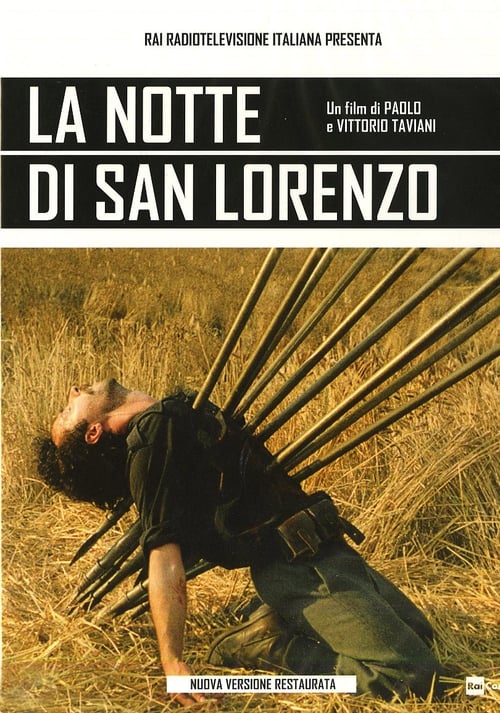 RAI RADIOTELEVISIONE ITALIANA PRESENTA
LA NOTTE
Un film di PAOLO
e VITTORIO TAVIANI
DI SAN LORENZO
NUOVA VERSIONE RESTAURATA
Rai